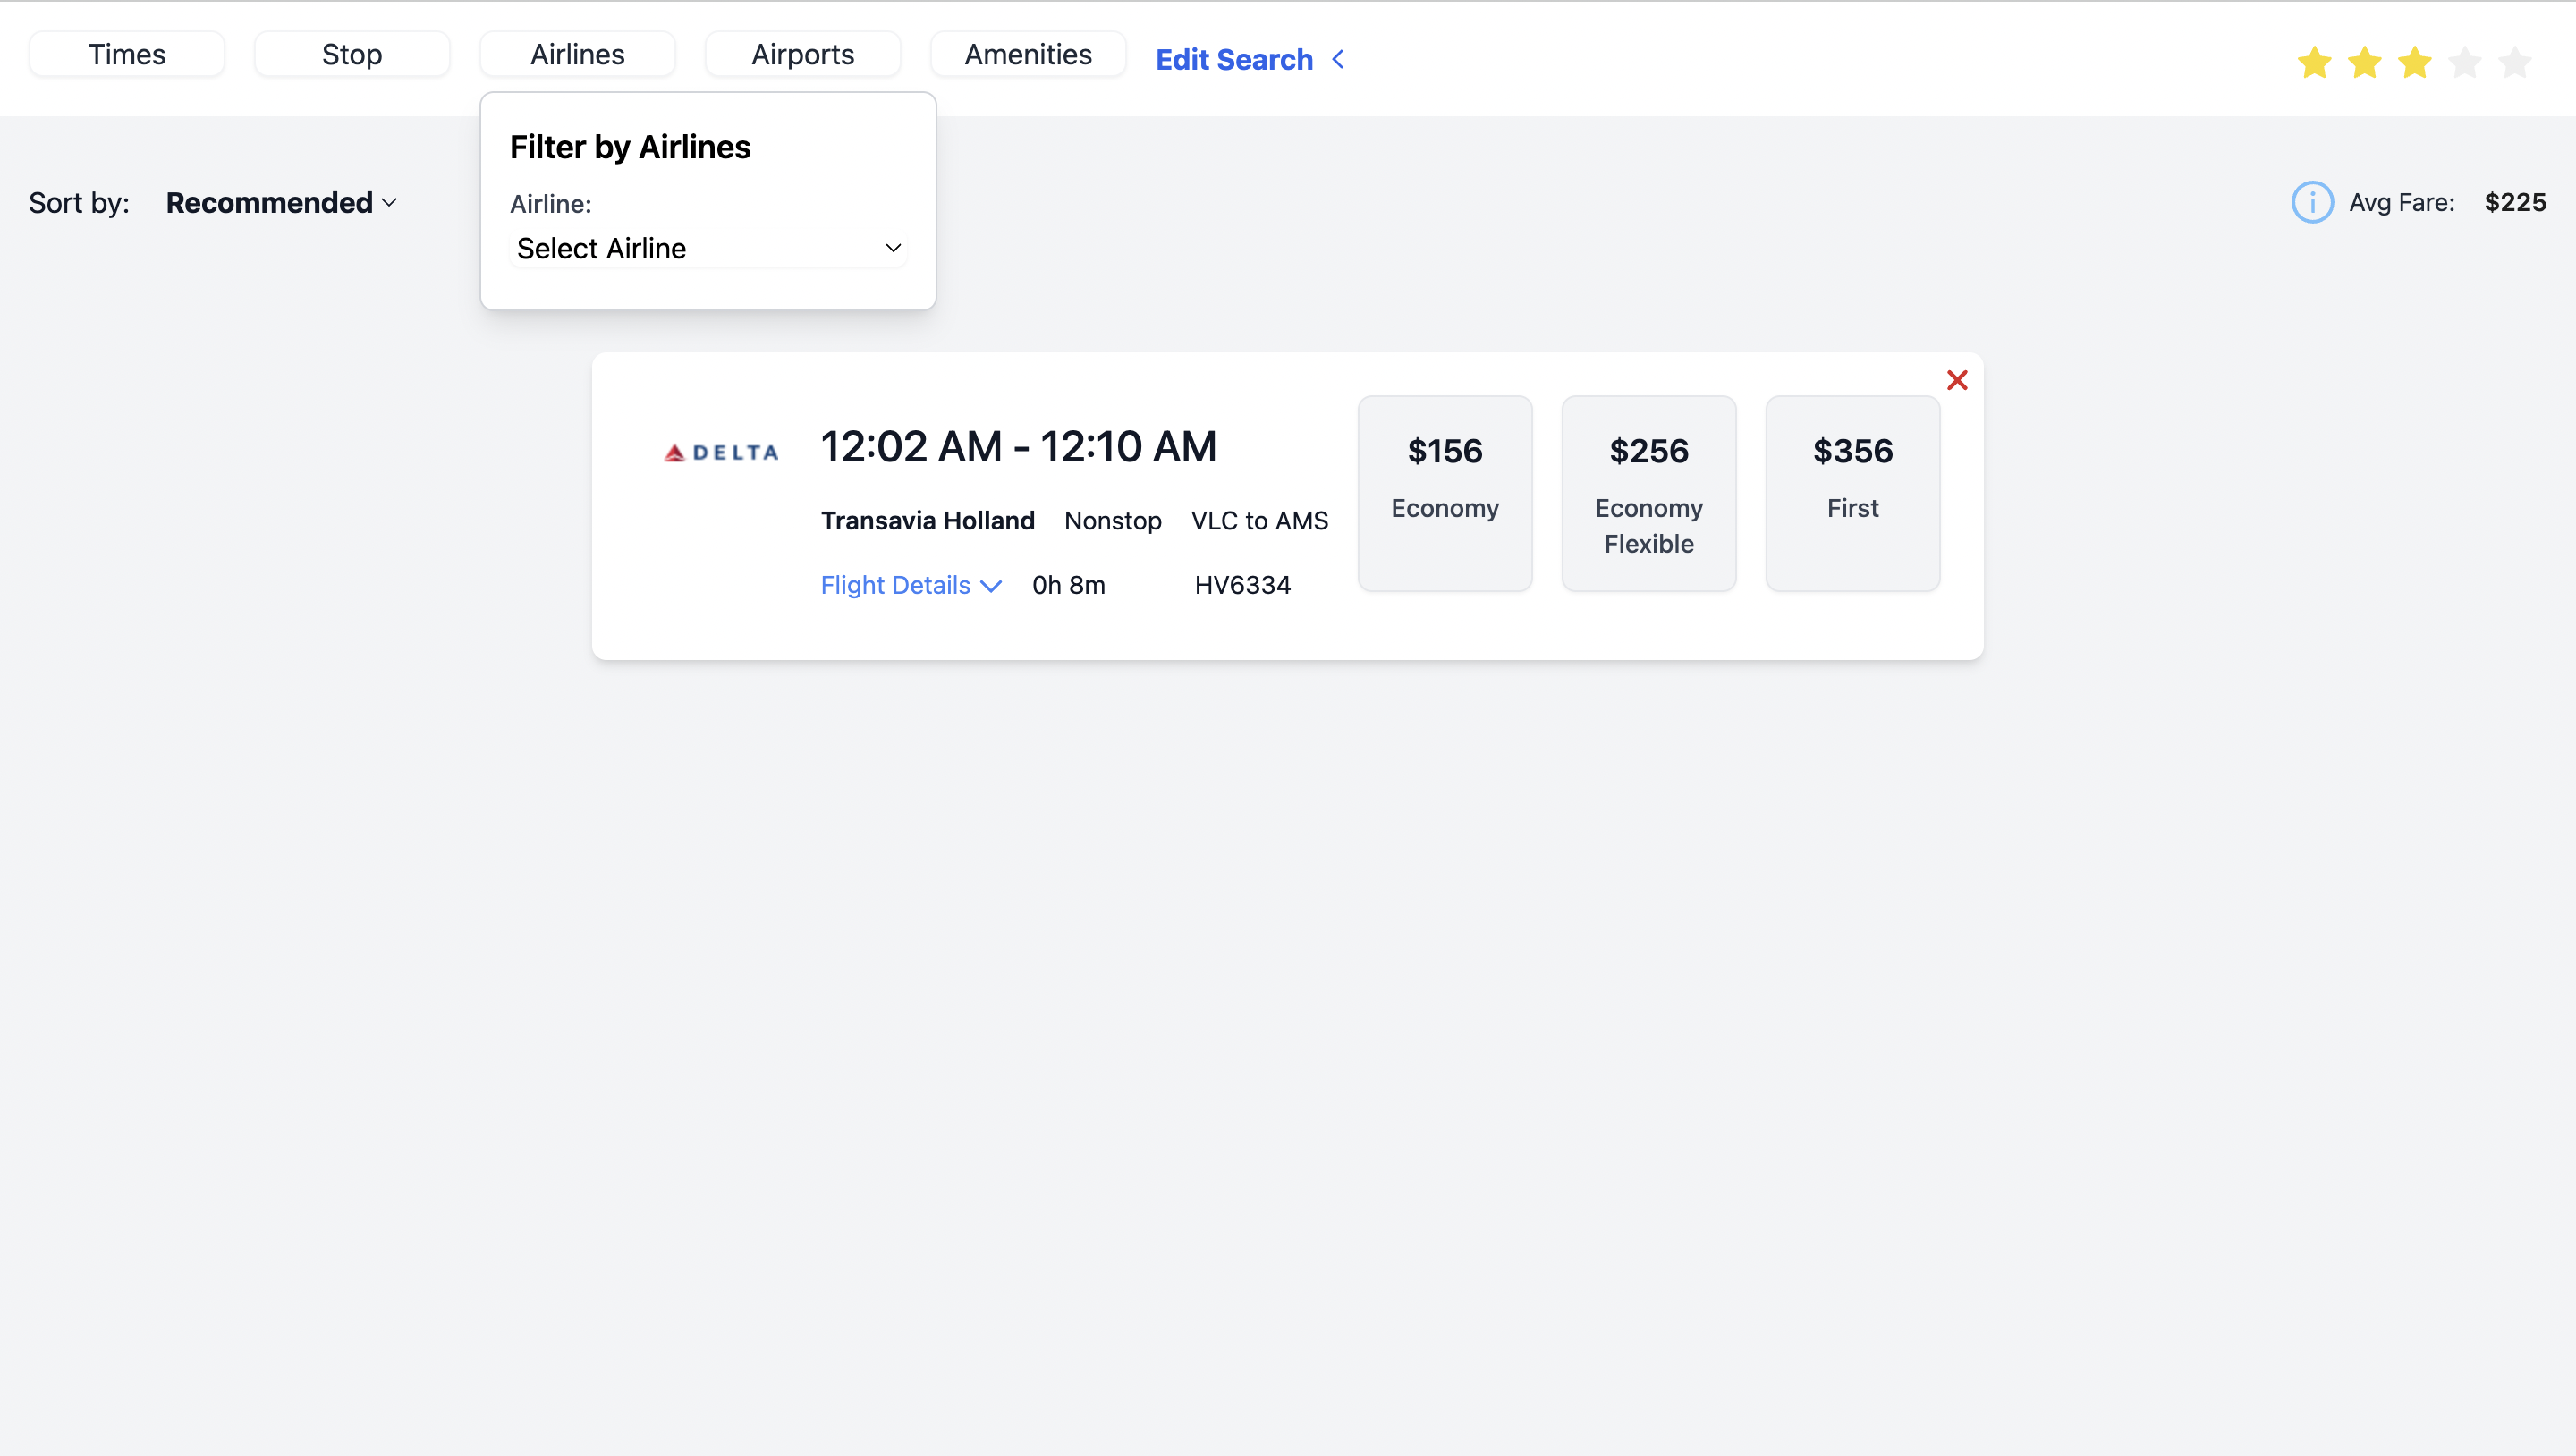 Times Stop Airlines Airports Amenities Edit Search
Filter by Airlines
Airline:
Select Airline
Sort by: Recommended
Avg Fare: $225
DELTA
12:02 AM - 12:10 AM
Transavia Holland Nonstop VLC to AMS
Flight Details 0h 8m HV6334
$156
Economy
$256
Economy
Flexible
$356
First